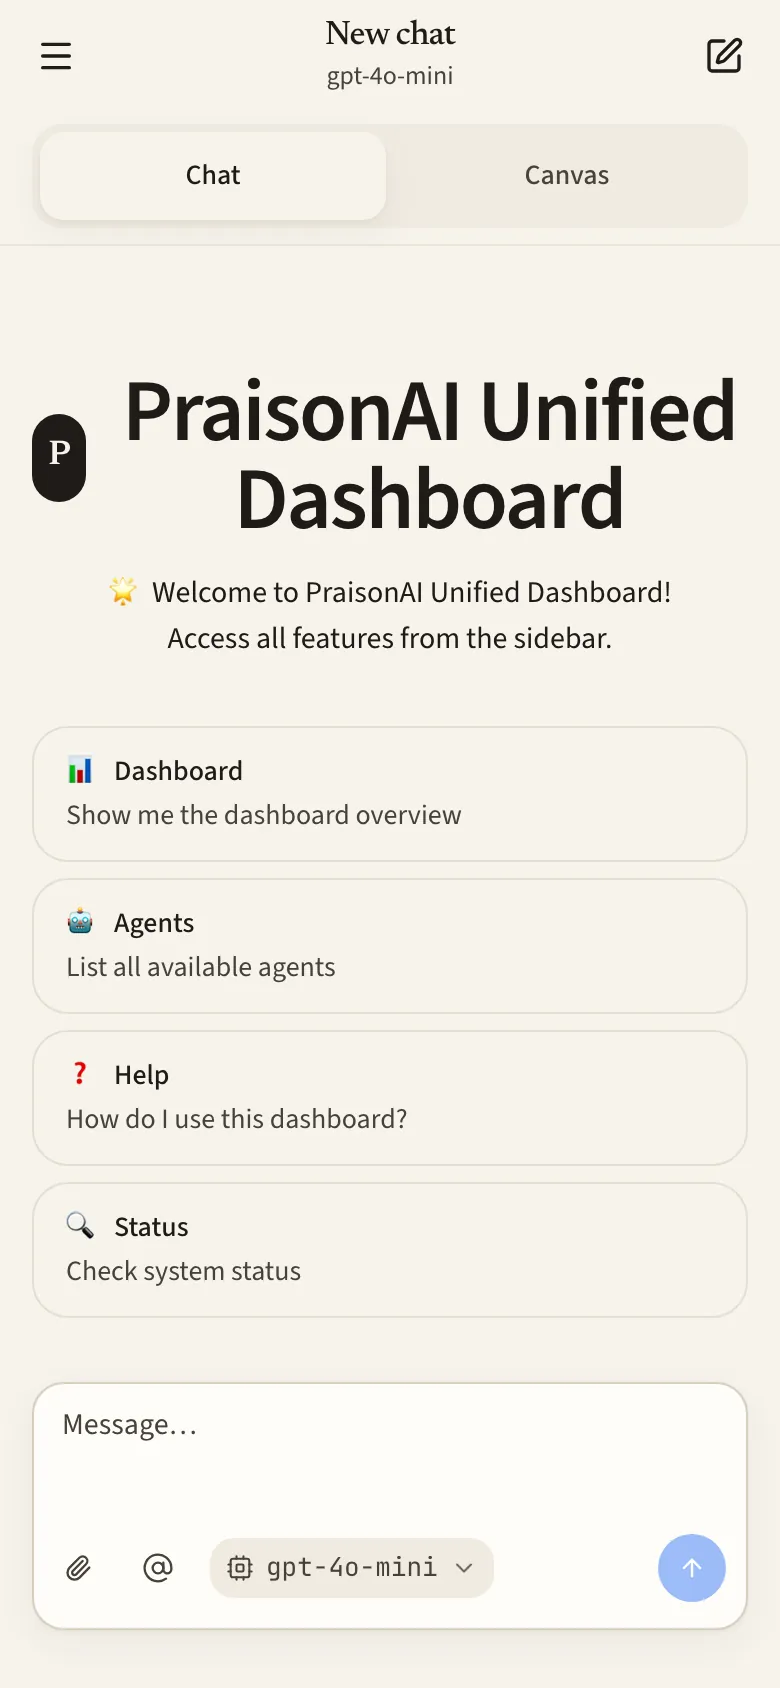 New chat
gpt-4o-mini
Chat
Canvas
P
PraisonAI Unified
Dashboard
🌟 Welcome to PraisonAI Unified Dashboard!
Access all features from the sidebar.
📊 Dashboard
Show me the dashboard overview
🤖 Agents
List all available agents
❓ Help
How do I use this dashboard?
🔍 Status
Check system status
Message…
gpt-4o-mini